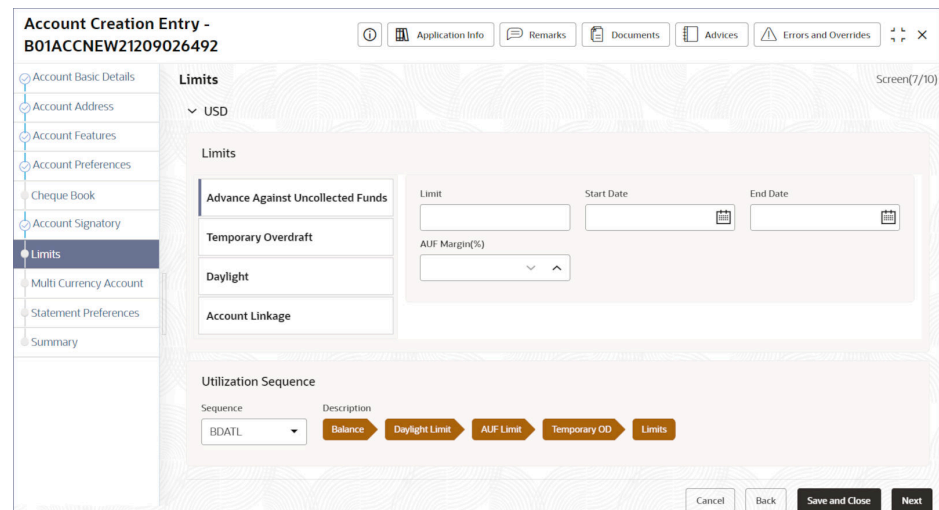 Account Creation Entry -
B01ACCNEW21209026492
Application Info
Remarks
Documents
Advices
Errors and Overrides
Account Basic Details
Account Address
Account Features
Account Preferences
Cheque Book
Account Signatory
Limits
Multi Currency Account
Statement Preferences
Summary
Limits
Screen(7/10)
USD
Limits
Advance Against Uncollected Funds
Temporary Overdraft
Daylight
Account Linkage
Limit
Start Date
End Date
AUF Margin(%)
Utilization Sequence
Sequence
Description
BDATL
Balance
Daylight Limit
AUF Limit
Temporary OD
Limits
Cancel
Back
Save and Close
Next